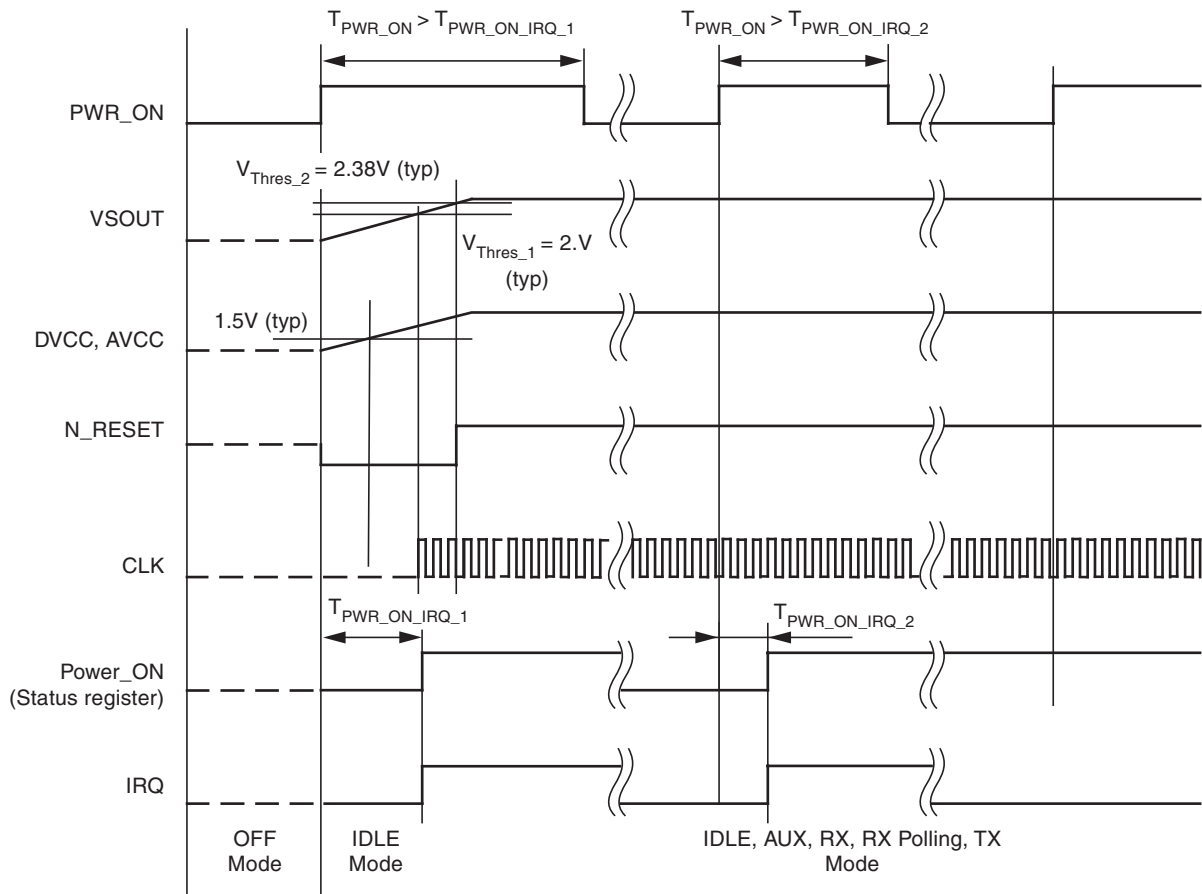 T_PWR_ON > T_PWR_ON_IRQ_1
T_PWR_ON > T_PWR_ON_IRQ_2
PWR_ON
V_Thres_2 = 2.38V (typ)
VSOUT
V_Thres_1 = 2.V
(typ)
1.5V (typ)
DVCC, AVCC
N_RESET
CLK
T_PWR_ON_IRQ_1
T_PWR_ON_IRQ_2
Power_ON
(Status register)
IRQ
OFF
Mode
IDLE
Mode
IDLE, AUX, RX, RX Polling, TX
Mode